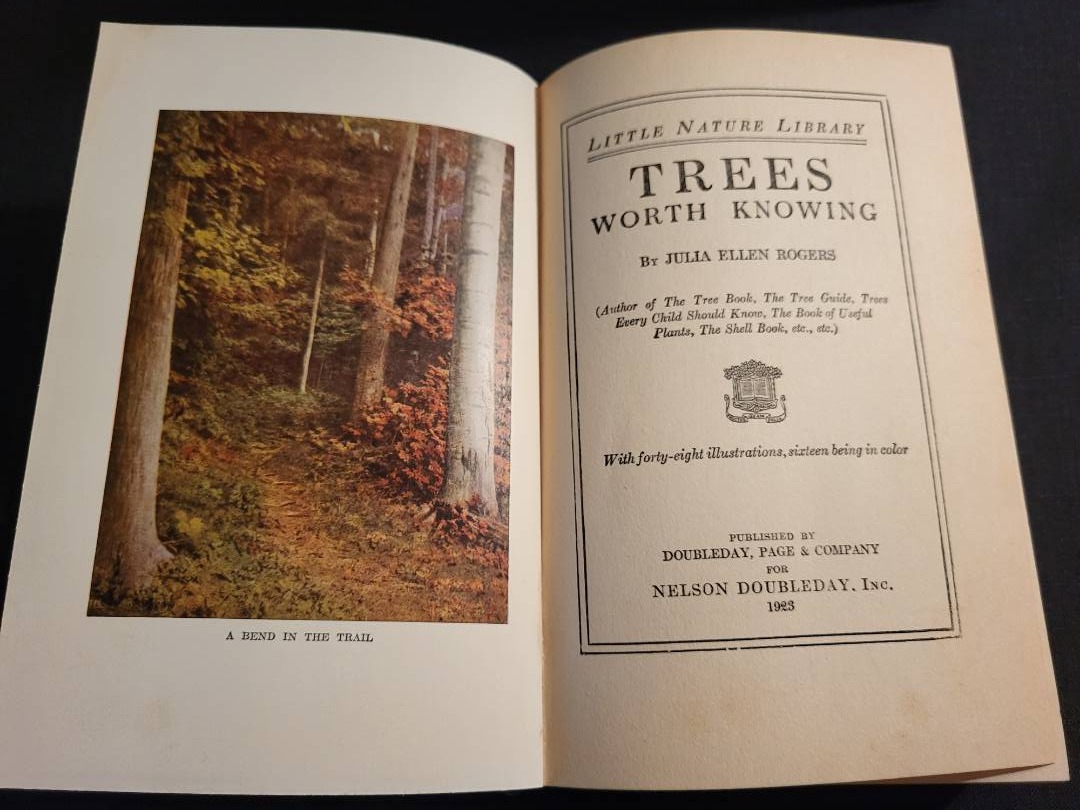 A BEND IN THE TRAIL
LITTLE NATURE LIBRARY
TREES
WORTH KNOWING
BY JULIA ELLEN ROGERS
(Author of The Tree Book, The Tree Guide, Trees
Every Child Should Know, The Book of Useful
Plants, The Shell Book, etc., etc.)
With forty-eight illustrations, sixteen being in color
PUBLISHED BY
DOUBLEDAY, PAGE & COMPANY
FOR
NELSON DOUBLEDAY, INC.
1923